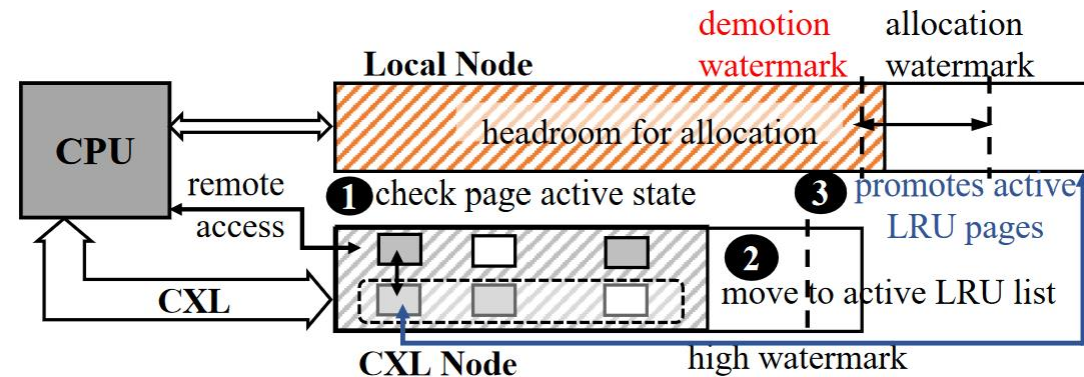 demotion
watermark
allocation
watermark
Local Node
CPU
headroom for allocation
remote
access
1 check page active state
3 promotes active
LRU pages
2
move to active LRU list
CXL
CXL Node
high watermark